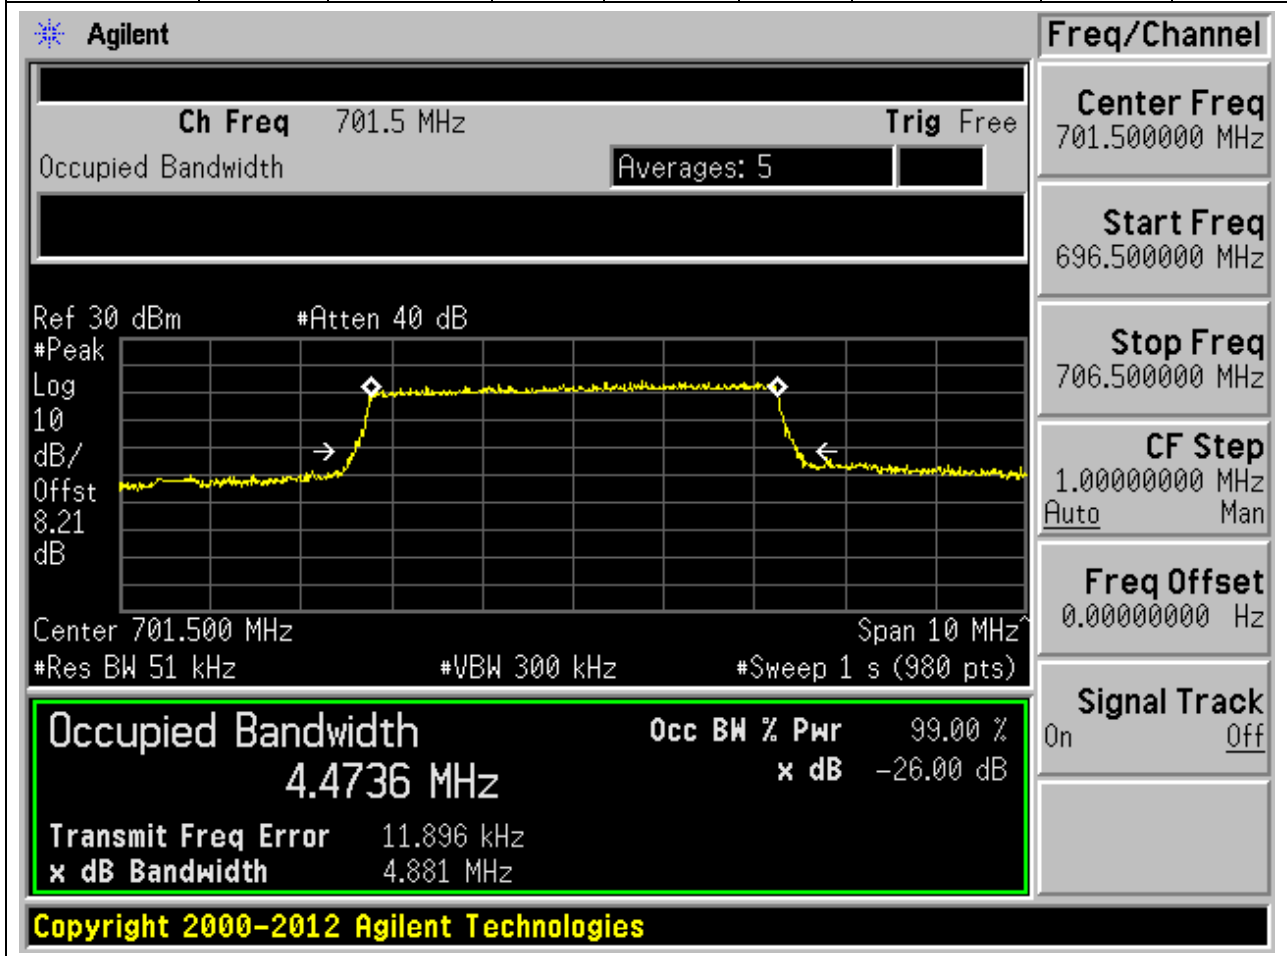 Agilent
Freq/Channel
Ch Freq 701.5 MHz Trig Free
Occupied Bandwidth Averages: 5
Center Freq
701.500000 MHz
Start Freq
696.500000 MHz
Stop Freq
706.500000 MHz
CF Step
1.00000000 MHz
Auto Man
Freq Offset
0.00000000 Hz
Signal Track
On Off
Ref 30 dBm #Atten 40 dB
#Peak
Log
10
dB/
Offst
8.21
dB
Center 701.500 MHz Span 10 MHz^
#Res BW 51 kHz #VBW 300 kHz #Sweep 1 s (980 pts)
Occupied Bandwidth
4.4736 MHz
Occ BW % Pwr 99.00 %
x dB -26.00 dB
Transmit Freq Error 11.896 kHz
x dB Bandwidth 4.881 MHz
Copyright 2000-2012 Agilent Technologies